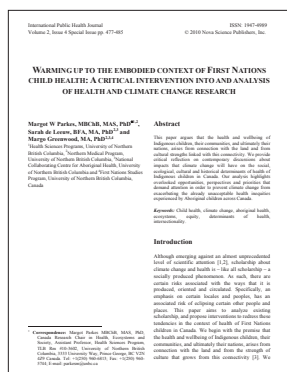 International Public Health Journal
ISSN: 1947-4989
Volume 2, Issue 4 Special Issue pp. 477-485
© 2010 Nova Science Publishers, Inc.
WARMING UP TO THE EMBODIED CONTEXT OF FIRST NATIONS
CHILD HEALTH: A CRITICAL INTERVENTION INTO AND ANALYSIS
OF HEALTH AND CLIMATE CHANGE RESEARCH
Margot W Parkes, MBChB, MAS, PhD
Sarah de Leeuw, BFA, MA, PhD
Margo Greenwood, MA, PhD
Health Sciences Programs, University of Northern
British Columbia, Northern Medical Program,
University of Northern British Columbia, National
Collaborating Centre for Aboriginal Health, University
of Northern British Columbia and First Nations Studies
Program, University of Northern British Columbia,
Canada
Correspondence: Margot Parkes MBChB, MAS, PhD,
Canada Research Chair in Health, Ecosystems and
Society, Assistant Professor, Health Sciences Programs,
University of Northern
British Columbia, 3333 University Way, Prince George, BC V2N
4Z9 Canada.
Abstract
This paper argues that the health and wellbeing of
Indigenous children, their communities, and ultimately their
nations, arises from connection with the land and from
cultural strengths linked with this connectivity. We provide
critical reflection on contemporary discussions about
impacts that climate change will have on the social,
ecological, cultural and historical determinants of health of
Indigenous children in Canada. Our analysis highlights
overlooked opportunities, perspectives and priorities that
demand attention in order to prevent climate change from
exacerbating the already unacceptable health inequities
experienced by Aboriginal children across Canada.
Keywords: Child health, climate change, aboriginal health,
ecosystems, equity, determinants of health,
intersectionality
Introduction
Although emerging against an almost unprecedented
level of scientific attention [1,2], scholarship about
climate change and health is – like all scholarship – a
socially produced phenomenon. As such, there are
certain risks associated with the ways that it is
produced, oriented and circulated. Specifically, an
emphasis on certain locales and peoples, has an
associated risk of eclipsing certain other people and
places. This paper aims to analyze existing
scholarship, and propose interventions to reduce these
tendencies in the context of health of First Nations
children in Canada. We begin with the premise that
the health and wellbeing of Indigenous children, their
communities, and ultimately their nations, arises from
connection with the land and from the strength of
culture that grows from this connectivity [3]. We